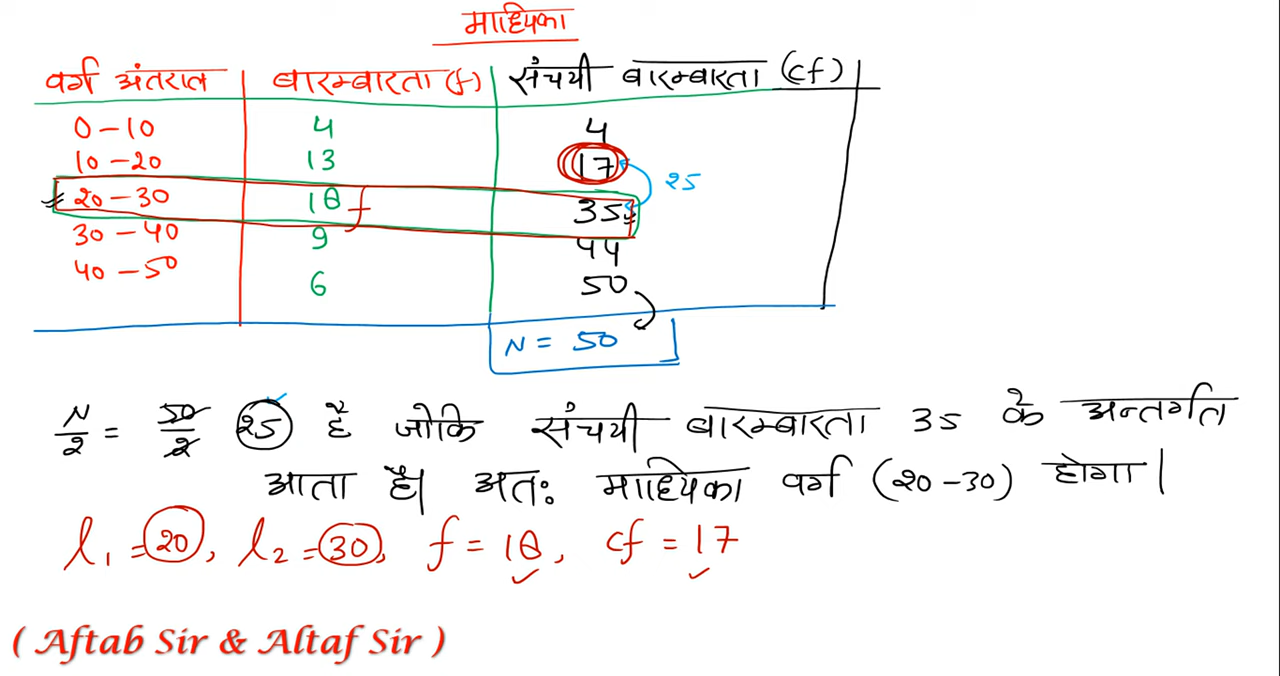 माध्यिका
वर्ग अंतराल बारम्बारता (f) संचयी बारम्बारता (cf)
0-10 4 4
10-20 13 17
25
20-30 18 f 35
30-40 9 44
40-50 6 50
N = 50
N/2 = 50/2 25 है जोकि संचयी बारम्बारता 35 के अन्तर्गत
आता है। अतः माध्यिका वर्ग (20-30) होगा।
l₁ = 20, l₂ = 30, f = 18, cf = 17
( Aftab Sir & Altaf Sir )